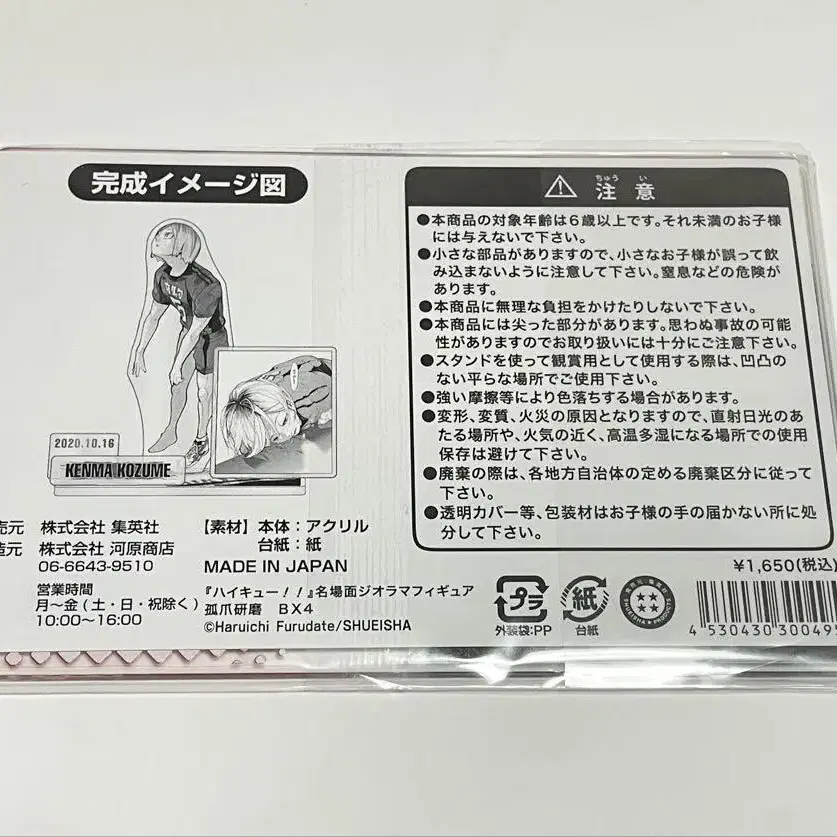 完成イメージ図
2020.10.16
KENMA KOZUME
売元 株式会社 集英社
造元 株式会社 河原商店
06-6643-9510
営業時間
月～金(土・日・祝除く)
10:00～16:00
【素材】本体：アクリル
台紙：紙
MADE IN JAPAN
『ハイキュー！！』名場面ジオラマフィギュア
孤爪研磨 BX4
©Haruichi Furudate/SHUEISHA
ちゅう い
⚠ 注 意
●本商品の対象年齢は6歳以上です。それ未満のお子様
には与えないで下さい。
●小さな部品がありますので、小さなお子様が誤って飲
み込まないように注意して下さい。窒息などの危険が
あります。
●本商品に無理な負担をかけたりしないで下さい。
●本商品には尖った部分があります。思わぬ事故の可能
性がありますのでお取り扱いには十分にご注意下さい。
●スタンドを使って観賞用として使用する際は、凹凸の
ない平らな場所でご使用下さい。
●強い摩擦等により色落ちする場合があります。
●変形、変質、火災の原因となりますので、直射日光のあ
たる場所や、火気の近く、高温多湿になる場所での使用
保存は避けて下さい。
●廃棄の際は、各地方自治体の定める廃棄区分に従って
下さい。
●透明カバー等、包装材はお子様の手の届かない所に処
分して下さい。
¥1,650(税込)
プラ
外装袋:PP
紙
台紙
4 530430 300495